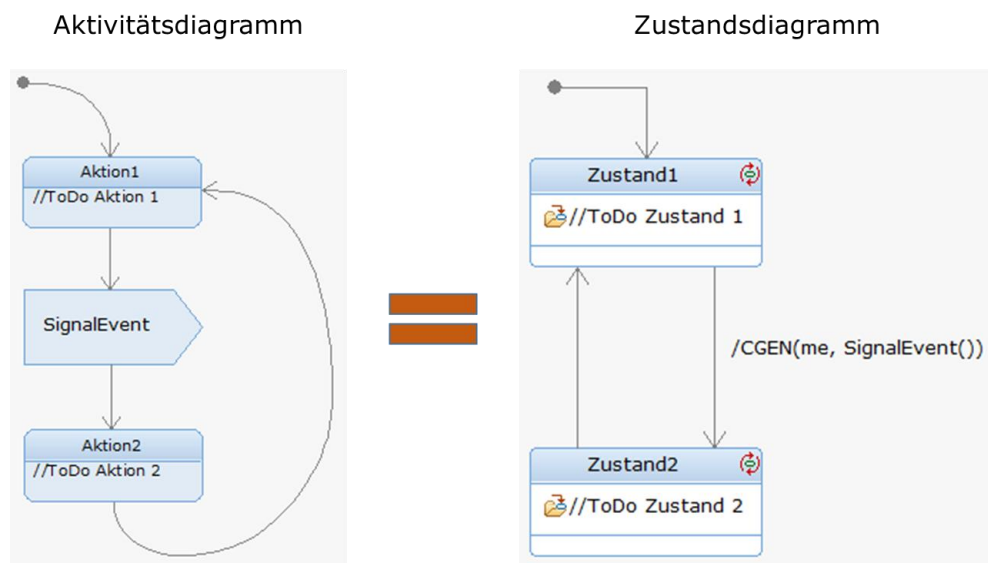 Aktivitätsdiagramm
Zustandsdiagramm
Aktion1
//ToDo Aktion 1
SignalEvent
Aktion2
//ToDo Aktion 2
Zustand1
//ToDo Zustand 1
/CGEN(me, SignalEvent())
Zustand2
//ToDo Zustand 2